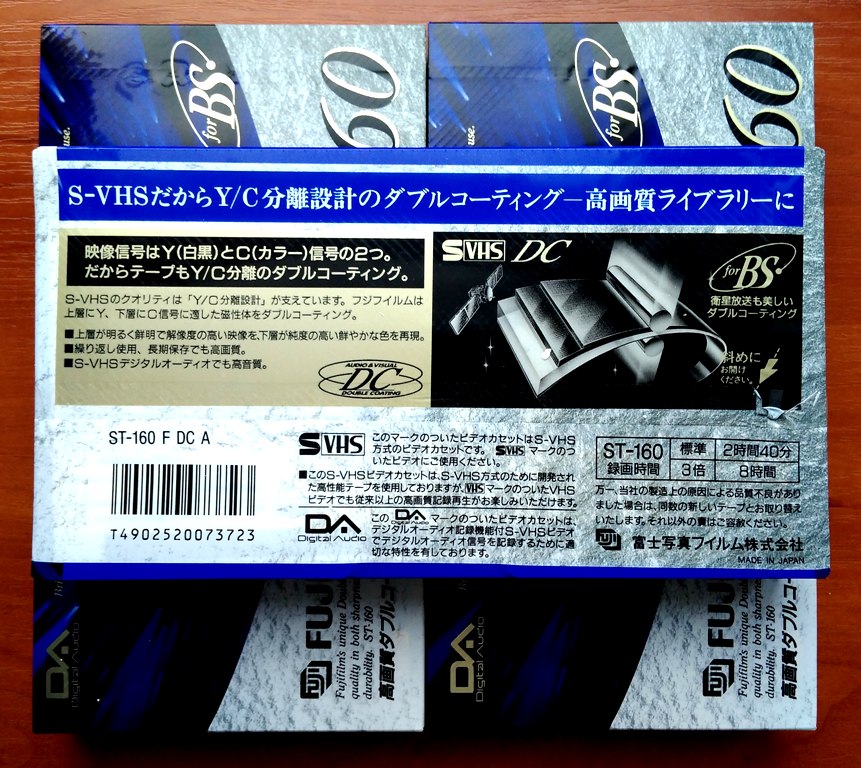 for BS
60
use.
for BS
60
use.
S-VHSだからY/C分離設計のダブルコーティング—高画質ライブラリーに
映像信号はY(白黒)とC(カラー)信号の2つ。
だからテープもY/C分離のダブルコーティング。
S-VHSのクオリティは「Y/C分離設計」が支えています。フジフイルムは
上層にY、下層にC信号に適した磁性体をダブルコーティング。
■上層が明るく鮮明で解像度の高い映像を、下層が純度の高い鮮やかな色を再現。
■繰り返し使用、長期保存でも高画質。
■S-VHSデジタルオーディオでも高音質。
AUDIO & VISUAL
DC
DOUBLE COATING
S VHS DC
for BS
衛星放送も美しい
ダブルコーティング
斜めに
お開け
ください。
ST-160 F DC A
T4902520073723
S VHS
このマークのついたビデオカセットはS-VHS
方式のビデオカセットです。S VHS マークのつ
いたビデオにご使用ください。
■このS-VHSビデオカセットは、S-VHS方式のために開発され
た高性能テープを使用しておりますが、VHSマークのついたVHS
ビデオでも従来以上の高画質録画再生がお楽しみいただけます。
DA
Digital Audio
この DA Digital Audio マークのついたビデオカセットは、
デジタルオーディオ記録機能付S-VHSビデオ
でデジタルオーディオ信号を記録するために適
切な特性を有しております。
ST-160 標準 2時間40分
録画時間 3倍 8時間
万一、当社の製造上の原因による品質不良があり
ました場合は、同数の新しいテープとお取り替え
いたします。それ以外の責はご容赦ください。
富士写真フイルム株式会社
MADE IN JAPAN
DA
Digital Audio
FUJ
"Fujifilm's unique Dou
quality in both sharpne
durability. ST-160
高画質ダブルコー
DA
Digital Audio
FUJ
"Fujifilm's unique Double
quality in both sharpness
durability. ST-160
高画質ダブルコー